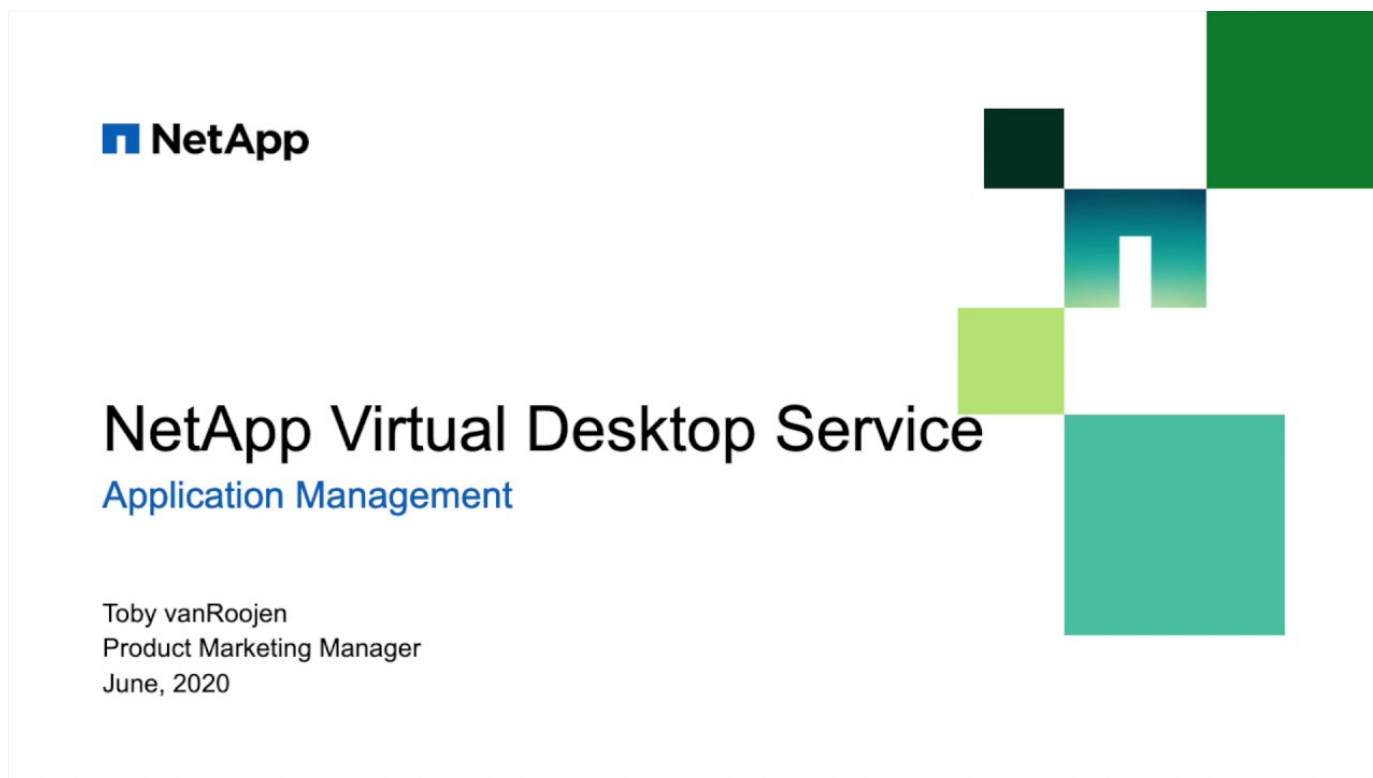 NetApp
NetApp Virtual Desktop Service
Application Management
Toby vanRoojen
Product Marketing Manager
June, 2020